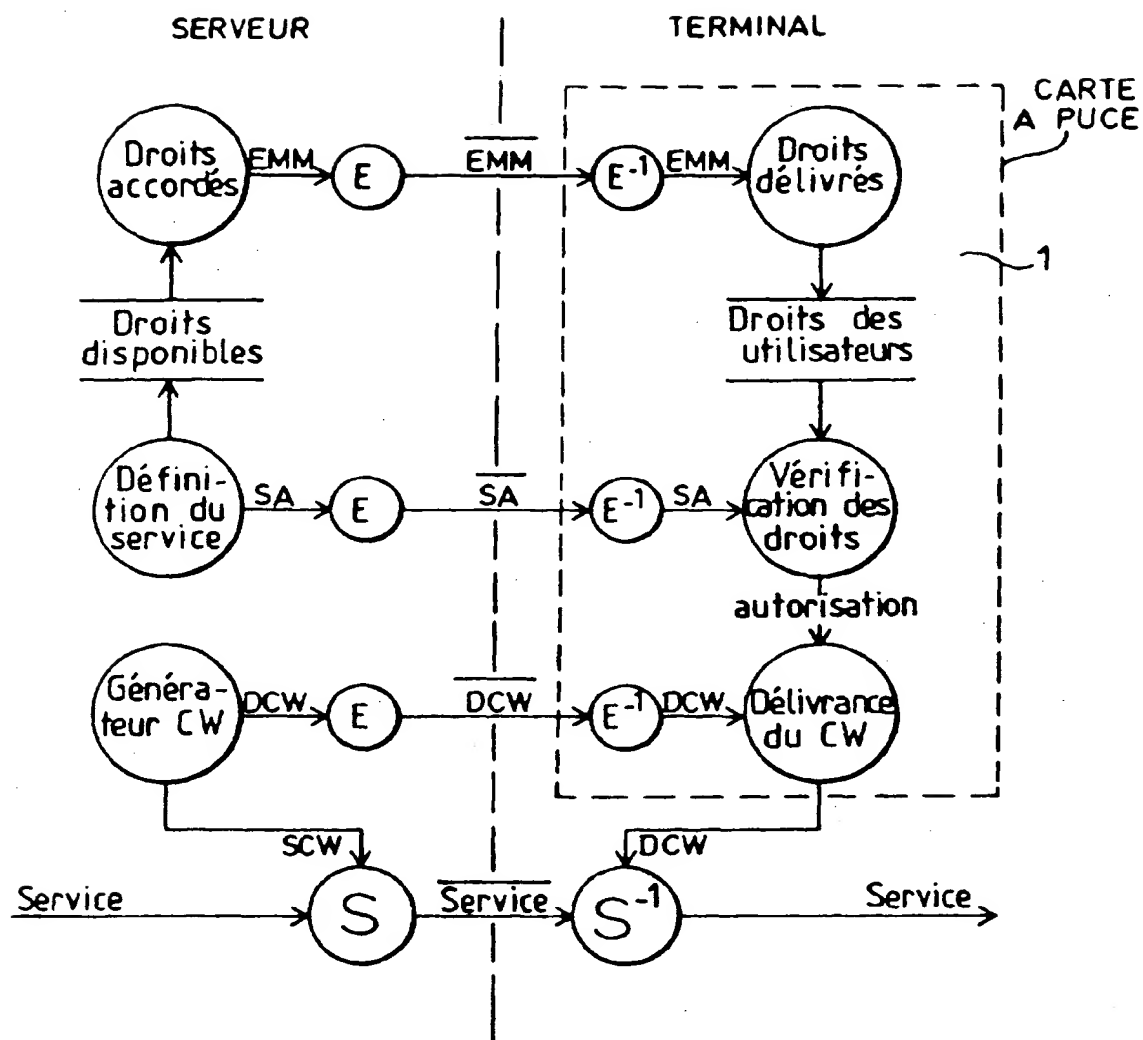 SERVEUR
TERMINAL
CARTE
A PUCE
Droits
accordés
EMM
E
EMM
E-1
EMM
Droits
délivrés
1
Droits
disponibles
Droits des
utilisateurs
Défini-
tion du
service
SA
E
SA
E-1
SA
Vérifi-
cation des
droits
autorisation
Généra-
teur CW
DCW
E
DCW
E-1
DCW
Délivrance
du CW
SCW
DCW
Service
S
Service
S-1
Service